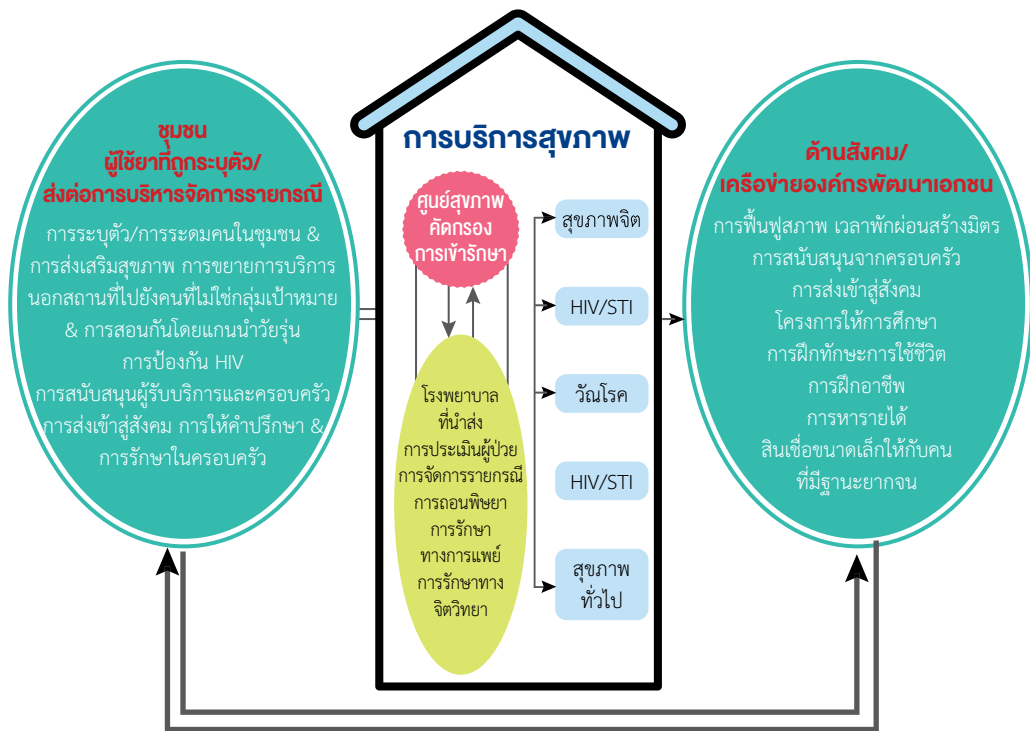 ชุมชน
ผู้ใช้ยาที่ถูกระบุตัว/
ส่งต่อการบริหารจัดการรายกรณี
การระบุตัว/การระดมคนในชุมชน &
การส่งเสริมสุขภาพ การขยายการบริการ
นอกสถานที่ไปยังคนที่ไม่ใช่กลุ่มเป้าหมาย
& การสอนกันโดยแกนนำวัยรุ่น
การป้องกัน HIV
การสนับสนุนผู้รับบริการและครอบครัว
การส่งเข้าสู่สังคม การให้คำปรึกษา &
การรักษาในครอบครัว
การบริการสุขภาพ
ศูนย์สุขภาพ
คัดกรอง
การเข้ารักษา
โรงพยาบาล
ที่นำส่ง
การประเมินผู้ป่วย
การจัดการรายกรณี
การถอนพิษยา
การรักษา
ทางการแพทย์
การรักษาทาง
จิตวิทยา
สุขภาพจิต
HIV/STI
วัณโรค
HIV/STI
สุขภาพ
ทั่วไป
ด้านสังคม/
เครือข่ายองค์กรพัฒนาเอกชน
การฟื้นฟูสภาพ เวลาพักผ่อนสร้างมิตร
การสนับสนุนจากครอบครัว
การส่งเข้าสู่สังคม
โครงการให้การศึกษา
การฝึกทักษะการใช้ชีวิต
การฝึกอาชีพ
การหารายได้
สินเชื่อขนาดเล็กให้กับคน
ที่มีฐานะยากจน